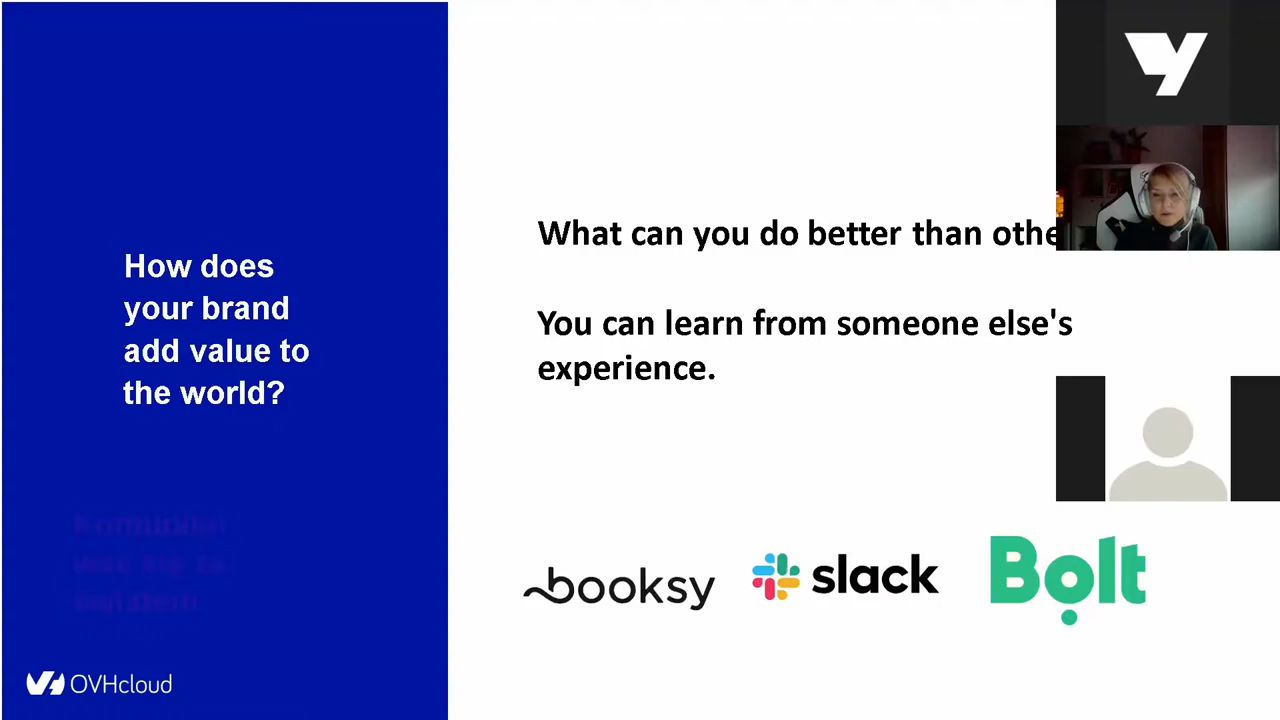 How does
your brand
add value to
the world?
What can you do better than othe
You can learn from someone else's
experience.
booksy
slack
Bolt
OVHcloud